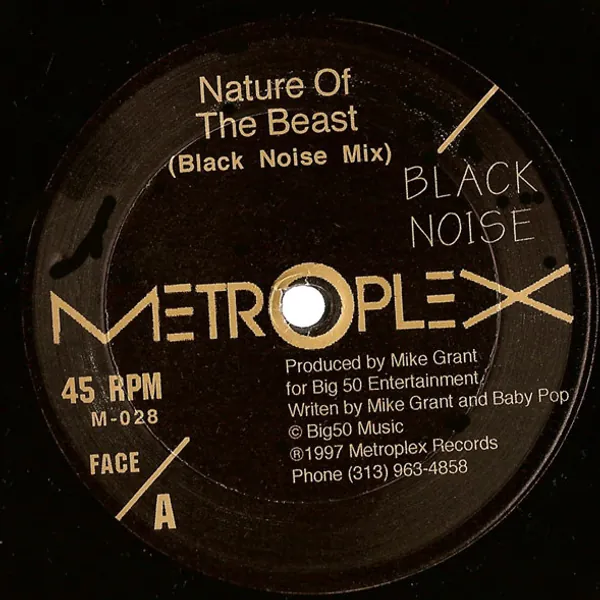 Nature Of
The Beast
(Black Noise Mix)
BLACK
NOISE
METROPLEX
45 RPM
M-028
FACE
A
Produced by Mike Grant
for Big 50 Entertainment
Writen by Mike Grant and Baby Pop
© Big50 Music
®1997 Metroplex Records
Phone (313) 963-4858